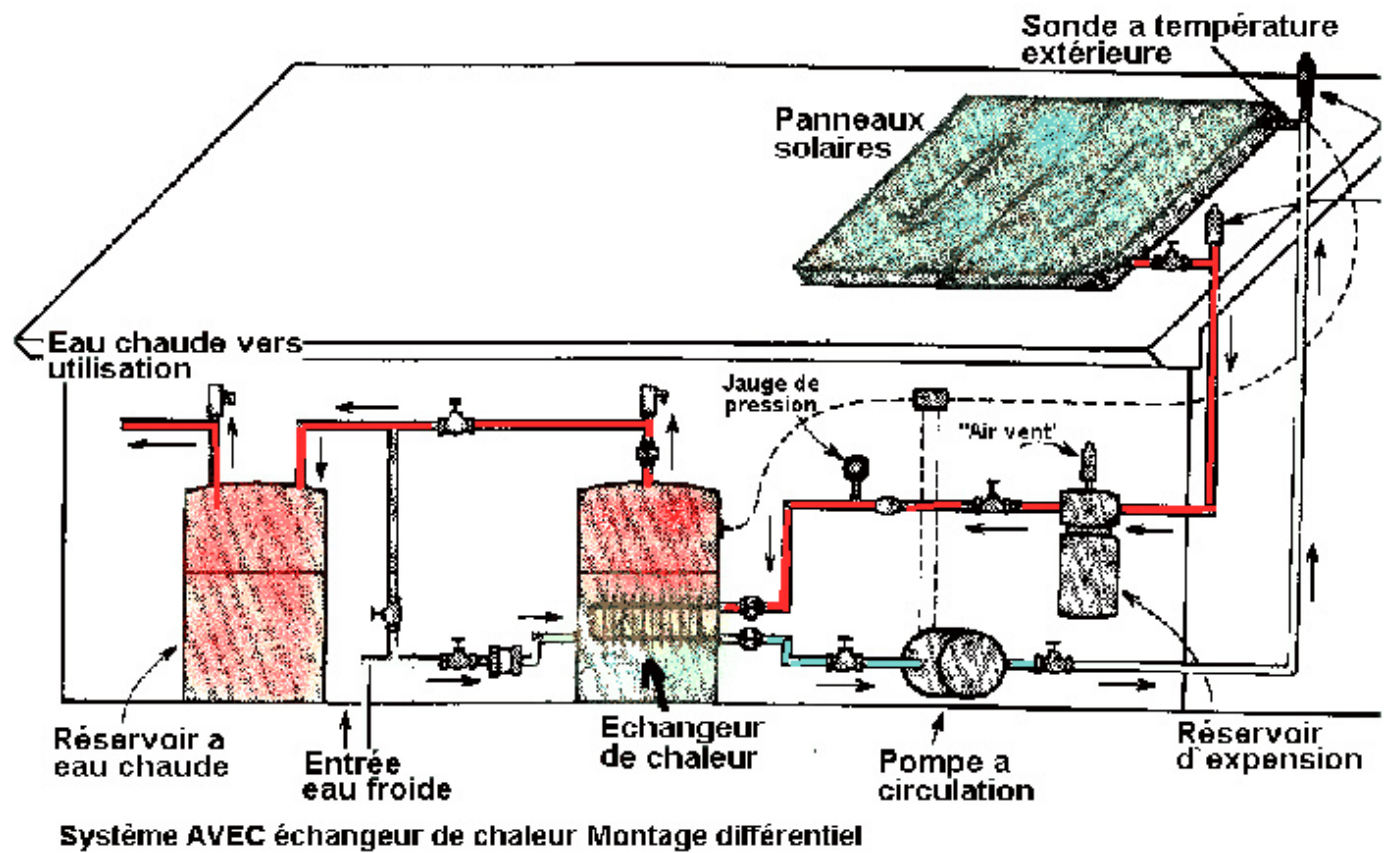 Sonde a température
extérieure
Panneaux
solaires
Eau chaude vers
utilisation
Jauge de
pression
"Air vent'
Réservoir a
eau chaude
Entrée
eau froide
Echangeur
de chaleur
Pompe a
circulation
Réservoir
d'expension
Système AVEC échangeur de chaleur Montage différentiel